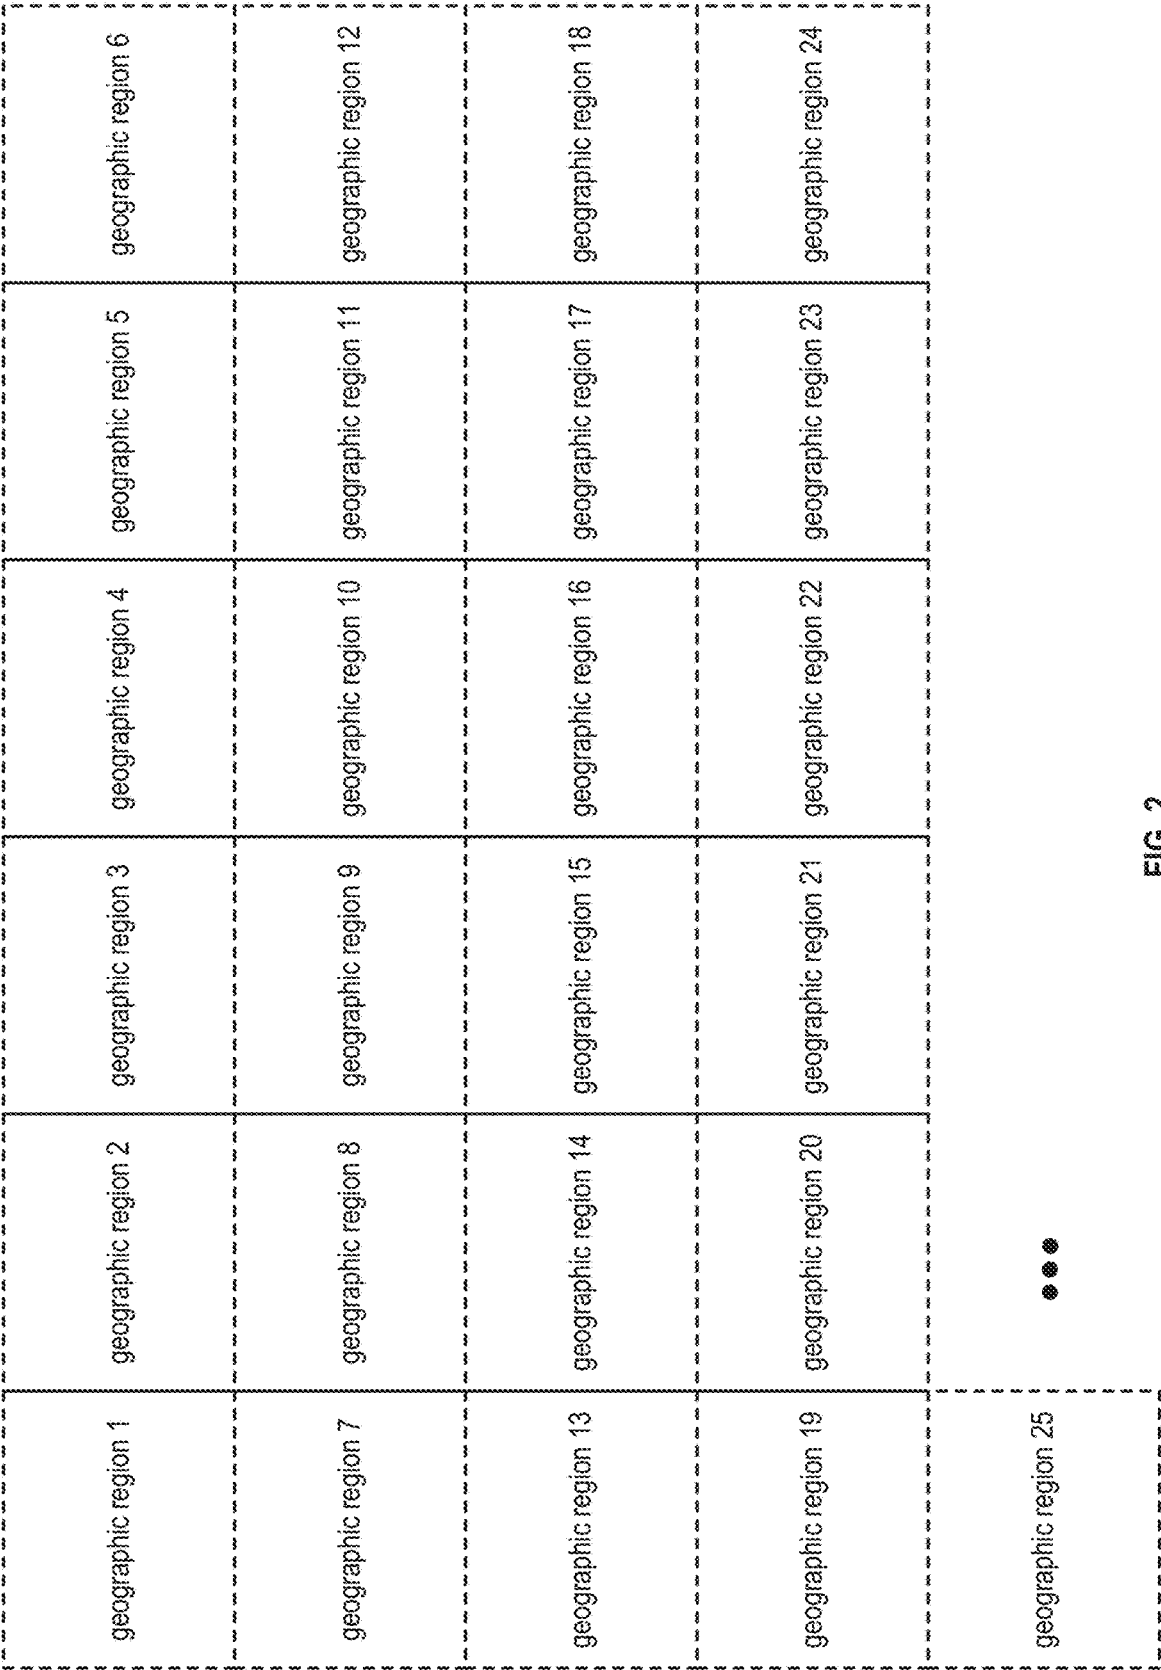 geographic region 1
geographic region 2
geographic region 3
geographic region 4
geographic region 5
geographic region 6
geographic region 7
geographic region 8
geographic region 9
geographic region 10
geographic region 11
geographic region 12
geographic region 13
geographic region 14
geographic region 15
geographic region 16
geographic region 17
geographic region 18
geographic region 19
geographic region 20
geographic region 21
geographic region 22
geographic region 23
geographic region 24
geographic region 25
•••
FIG. 2